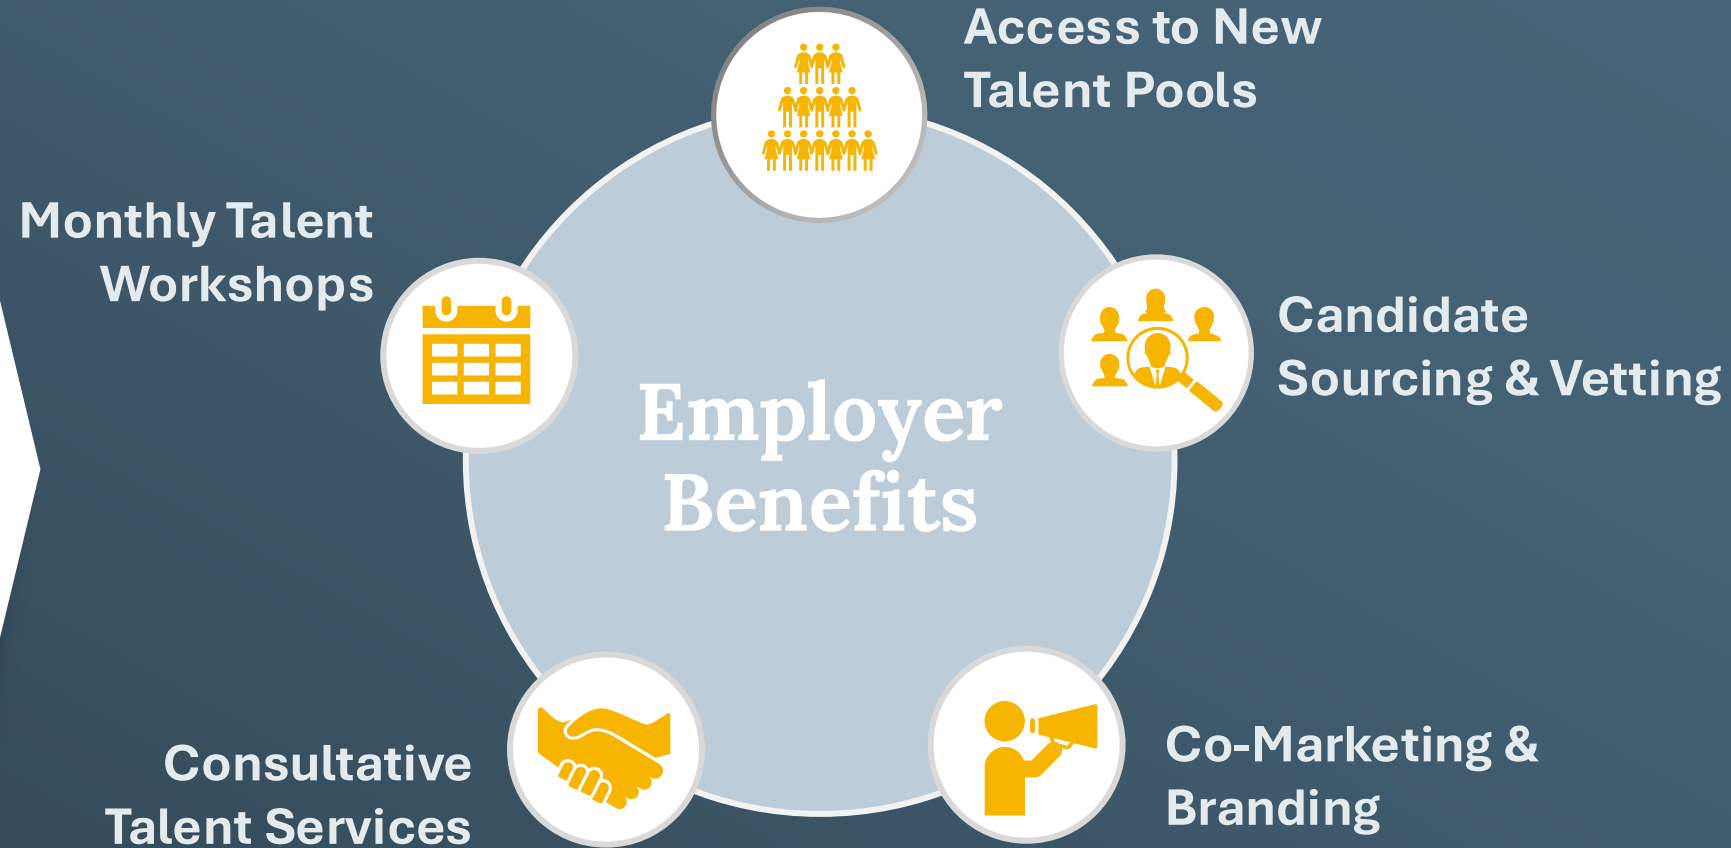 Access to New
Talent Pools
Monthly Talent
Workshops
Candidate
Sourcing & Vetting
Employer
Benefits
Consultative
Talent Services
Co-Marketing &
Branding